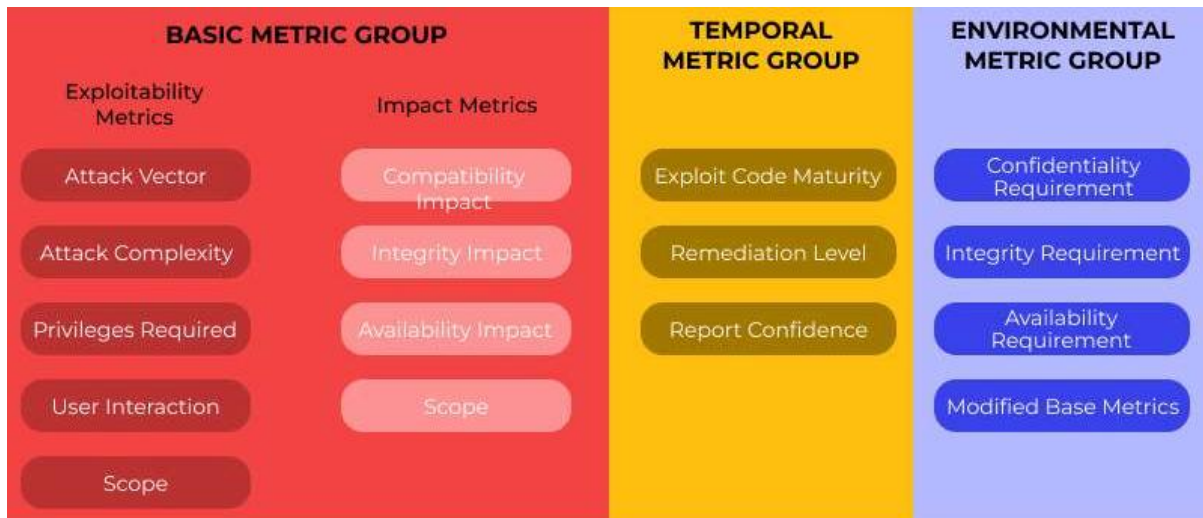 BASIC METRIC GROUP
Exploitability
Metrics
Attack Vector
Attack Complexity
Privileges Required
User Interaction
Scope
Impact Metrics
Compatibility
Impact
Integrity Impact
Availability Impact
Scope
TEMPORAL
METRIC GROUP
Exploit Code Maturity
Remediation Level
Report Confidence
ENVIRONMENTAL
METRIC GROUP
Confidentiality
Requirement
Integrity Requirement
Availability
Requirement
Modified Base Metrics